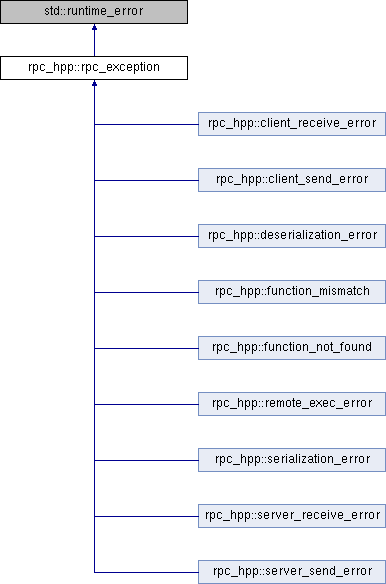 std::runtime_error
rpc_hpp::rpc_exception
rpc_hpp::client_receive_error
rpc_hpp::client_send_error
rpc_hpp::deserialization_error
rpc_hpp::function_mismatch
rpc_hpp::function_not_found
rpc_hpp::remote_exec_error
rpc_hpp::serialization_error
rpc_hpp::server_receive_error
rpc_hpp::server_send_error